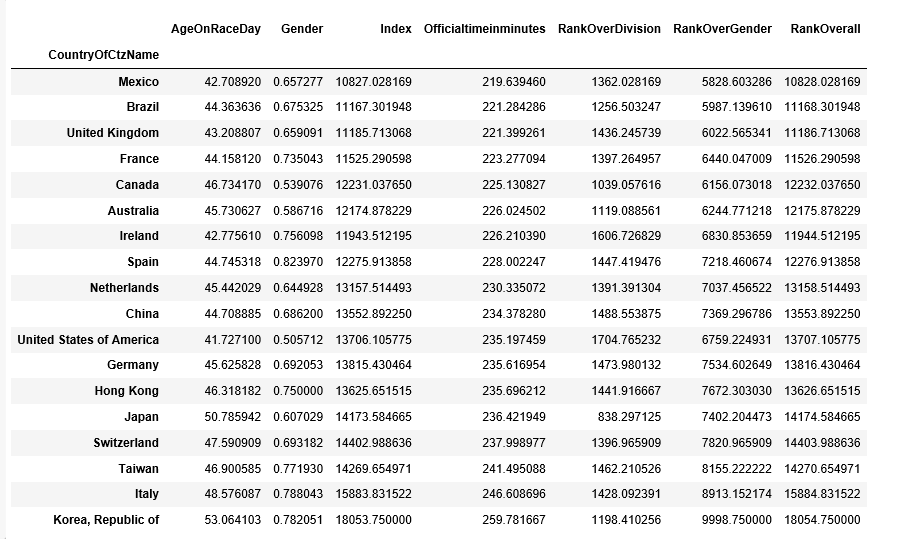 AgeOnRaceDay Gender Index Officialtimeinminutes RankOverDivision RankOverGender RankOverall
CountryOfCtzName
Mexico 42.708920 0.657277 10827.028169 219.639460 1362.028169 5828.603286 10828.028169
Brazil 44.363636 0.675325 11167.301948 221.284286 1256.503247 5987.139610 11168.301948
United Kingdom 43.208807 0.659091 11185.713068 221.399261 1436.245739 6022.565341 11186.713068
France 44.158120 0.735043 11525.290598 223.277094 1397.264957 6440.047009 11526.290598
Canada 46.734170 0.539076 12231.037650 225.130827 1039.057616 6156.073018 12232.037650
Australia 45.730627 0.586716 12174.878229 226.024502 1119.088561 6244.771218 12175.878229
Ireland 42.775610 0.756098 11943.512195 226.210390 1606.726829 6830.853659 11944.512195
Spain 44.745318 0.823970 12275.913858 228.002247 1447.419476 7218.460674 12276.913858
Netherlands 45.442029 0.644928 13157.514493 230.335072 1391.391304 7037.456522 13158.514493
China 44.708885 0.686200 13552.892250 234.378280 1488.553875 7369.296786 13553.892250
United States of America 41.727100 0.505712 13706.105775 235.197459 1704.765232 6759.224931 13707.105775
Germany 45.625828 0.692053 13815.430464 235.616954 1473.980132 7534.602649 13816.430464
Hong Kong 46.318182 0.750000 13625.651515 235.696212 1441.916667 7672.303030 13626.651515
Japan 50.785942 0.607029 14173.584665 236.421949 838.297125 7402.204473 14174.584665
Switzerland 47.590909 0.693182 14402.988636 237.998977 1396.965909 7820.965909 14403.988636
Taiwan 46.900585 0.771930 14269.654971 241.495088 1462.210526 8155.222222 14270.654971
Italy 48.576087 0.788043 15883.831522 246.608696 1428.092391 8913.152174 15884.831522
Korea, Republic of 53.064103 0.782051 18053.750000 259.781667 1198.410256 9998.750000 18054.750000